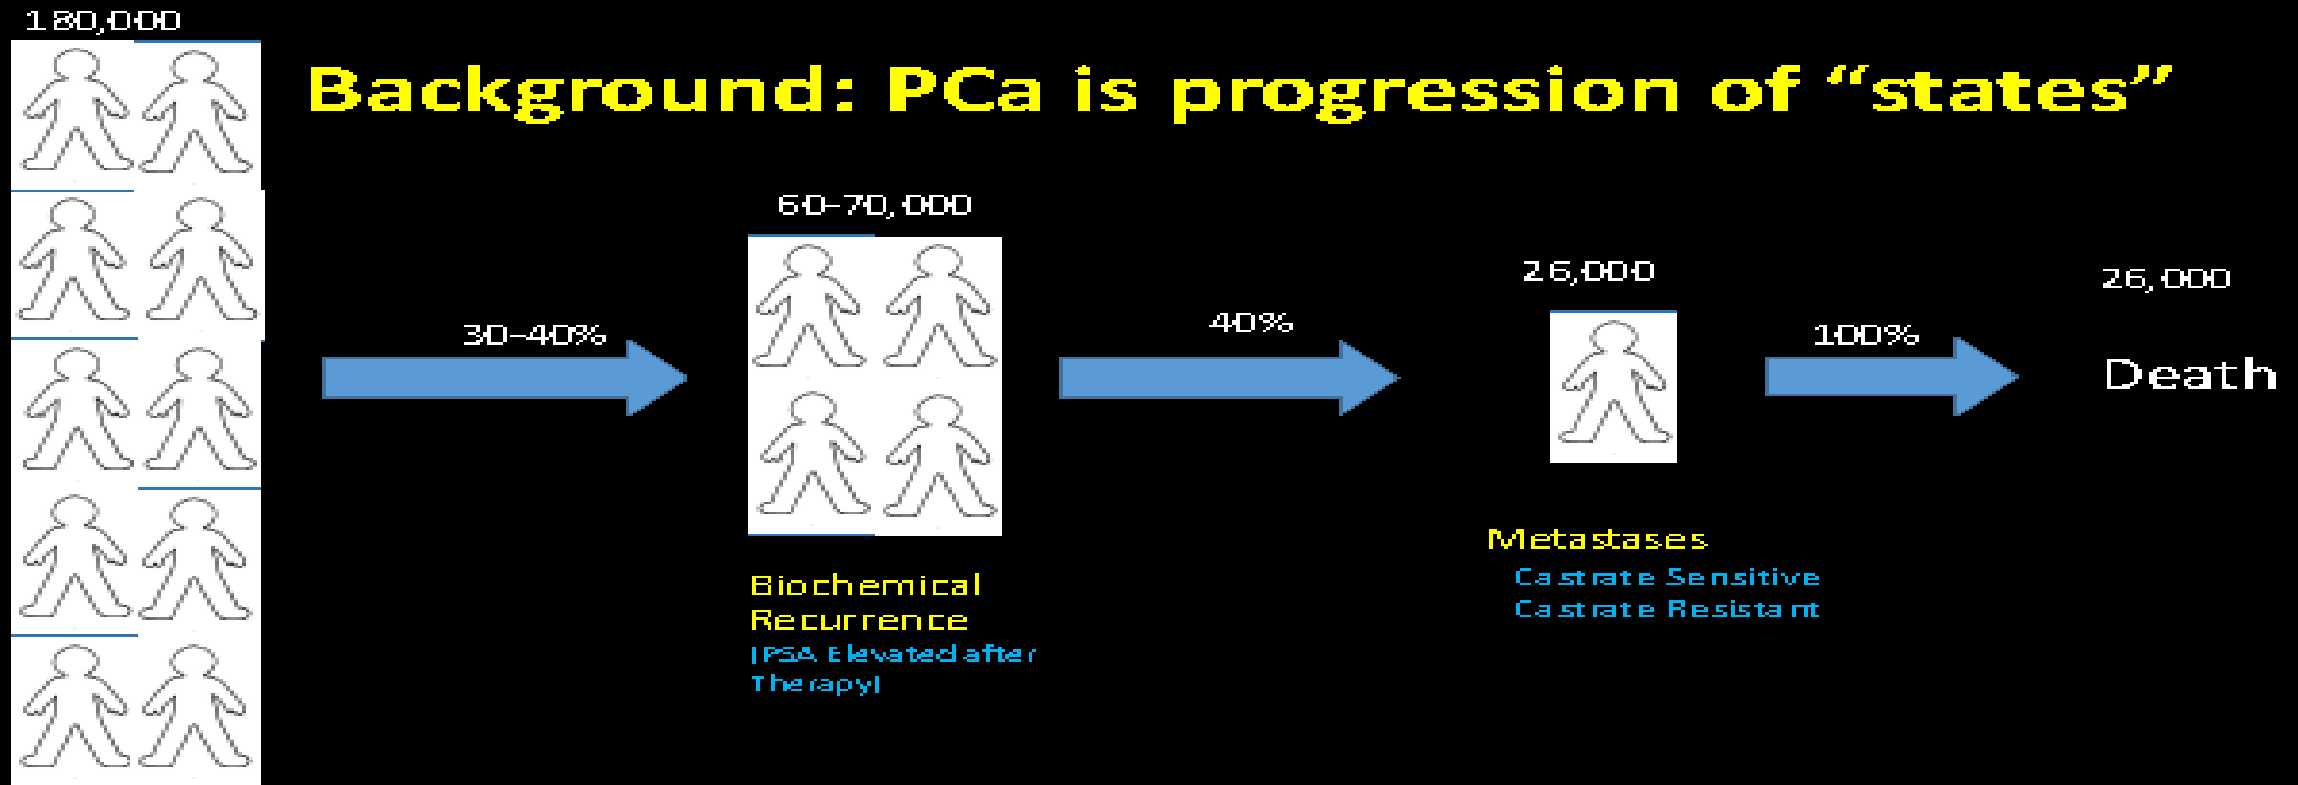 180,000
Background: PCa is progression of “states”
60-70,000
26,000
26,000
30-40%
40%
100%
Death
Metastases
Castrate Sensitive
Castrate Resistant
Biochemical
Recurrence
(PSA Elevated after
Therapy)